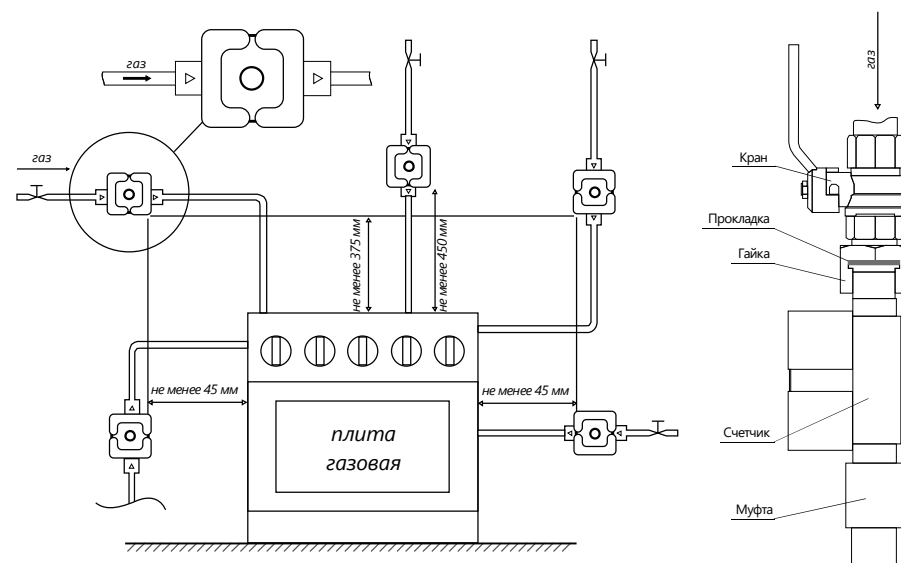 газ
газ
не менее 375 мм
не менее 450 мм
не менее 45 мм
не менее 45 мм
плита
газовая
газ
Кран
Прокладка
Гайка
Счетчик
Муфта